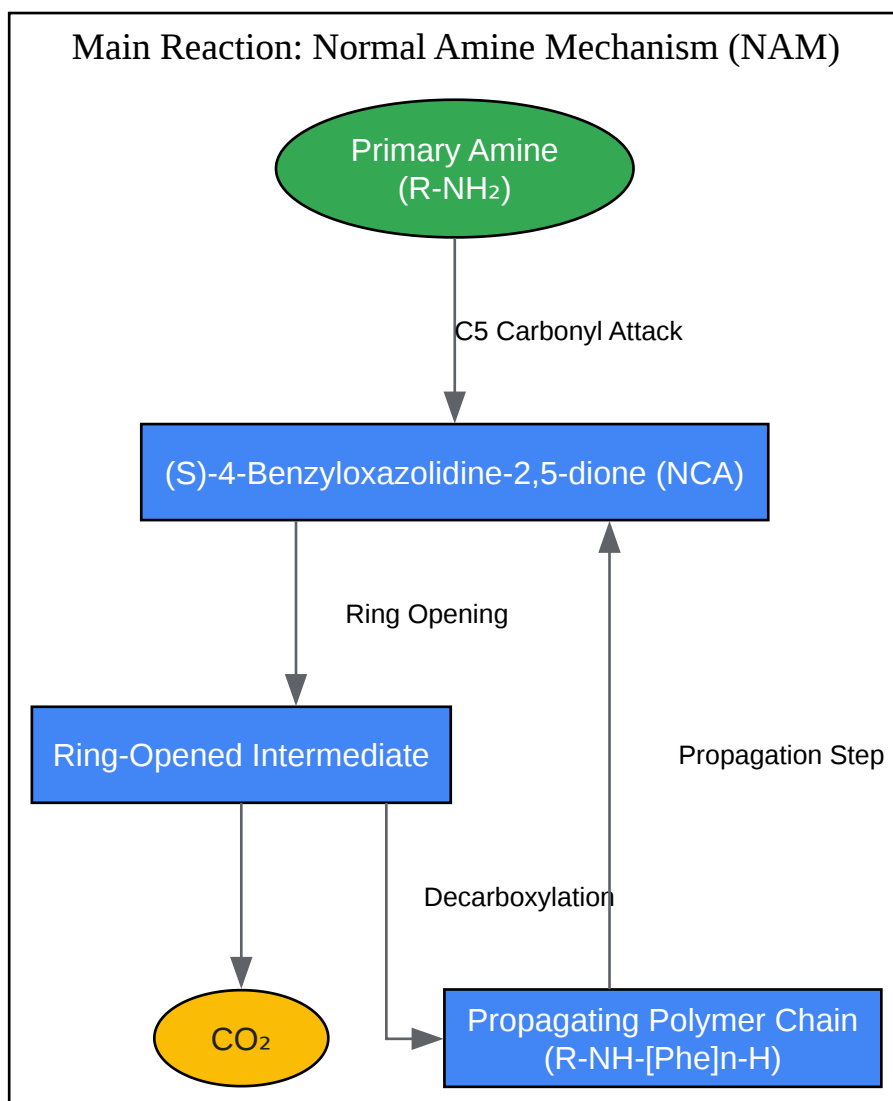 Main Reaction: Normal Amine Mechanism (NAM)
Primary Amine
(R-NH₂)
C5 Carbonyl Attack
(S)-4-Benzyloxazolidine-2,5-dione (NCA)
Ring Opening
Ring-Opened Intermediate
Propagation Step
Decarboxylation
CO₂
Propagating Polymer Chain
(R-NH-[Phe]n-H)